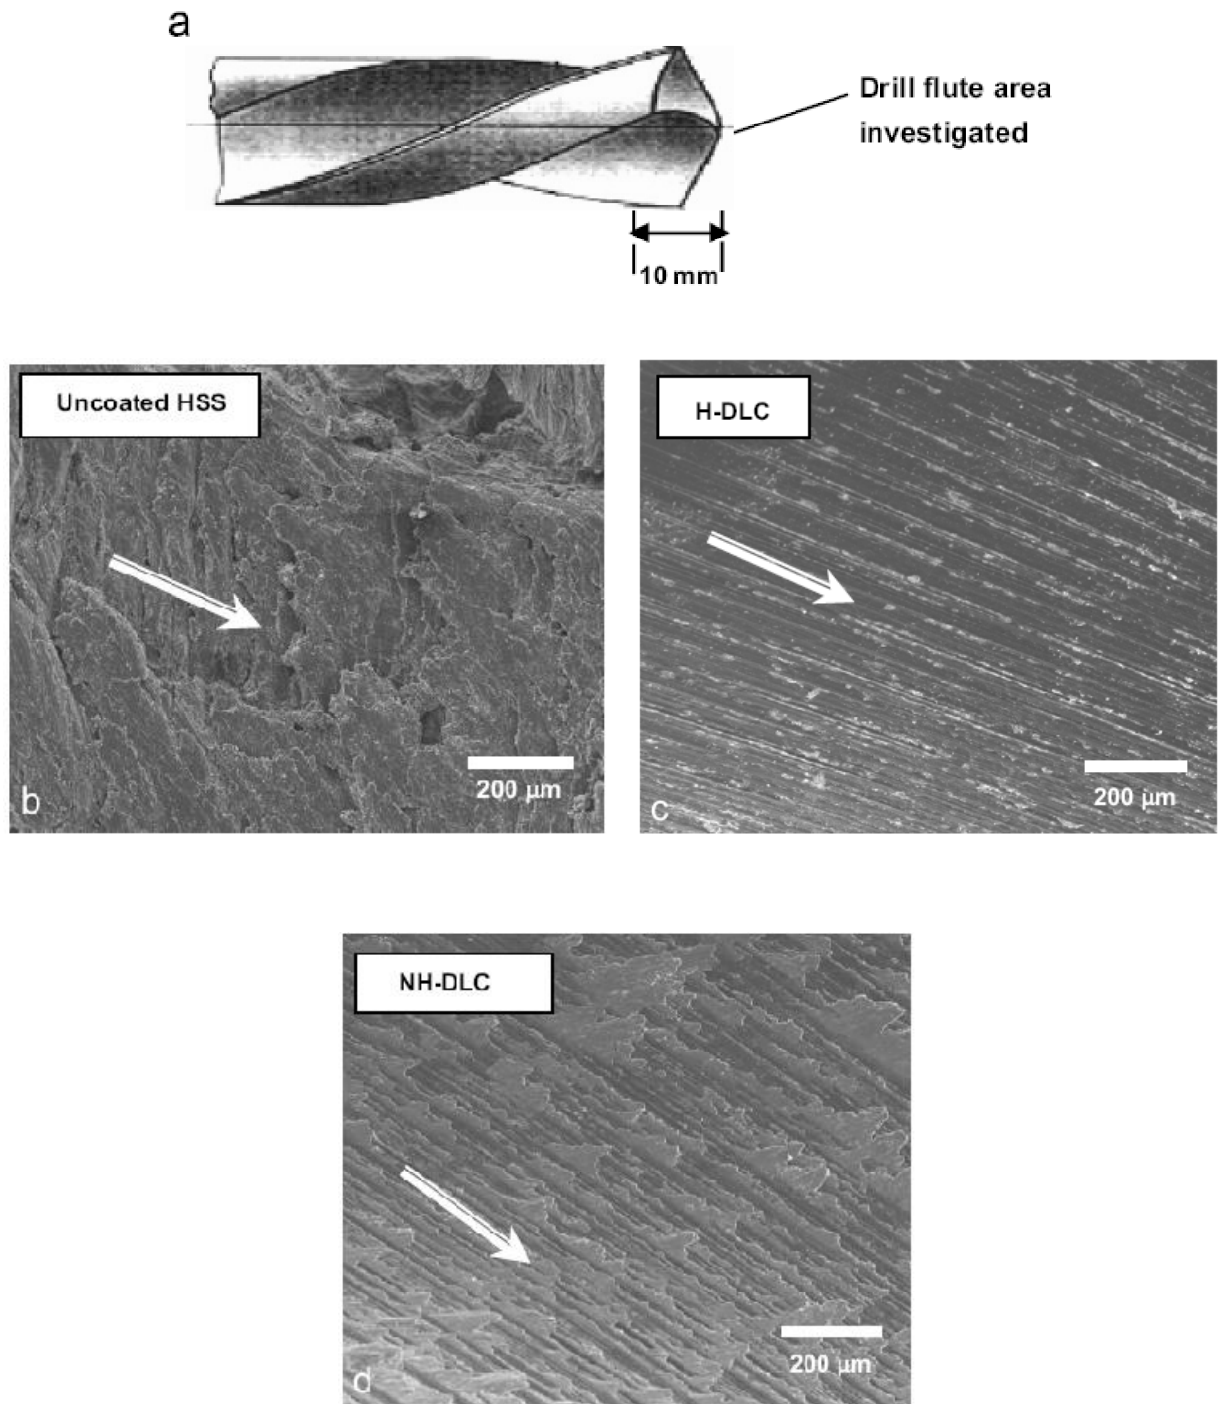 a
Drill flute area
investigated
10 mm
Uncoated HSS
H-DLC
200 µm
200 µm
b
c
NH-DLC
200 µm
d